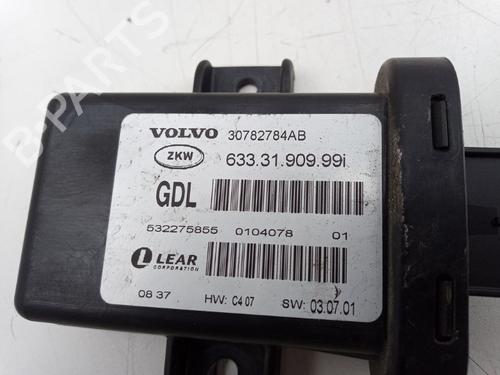 VOLVO 30782784AB
ZKW 633.31.909.99i
GDL
532275855 0104078 01
LEAR
CORPORATION
08 37 HW: C4 07 SW: 03.07.01
B-PARTS